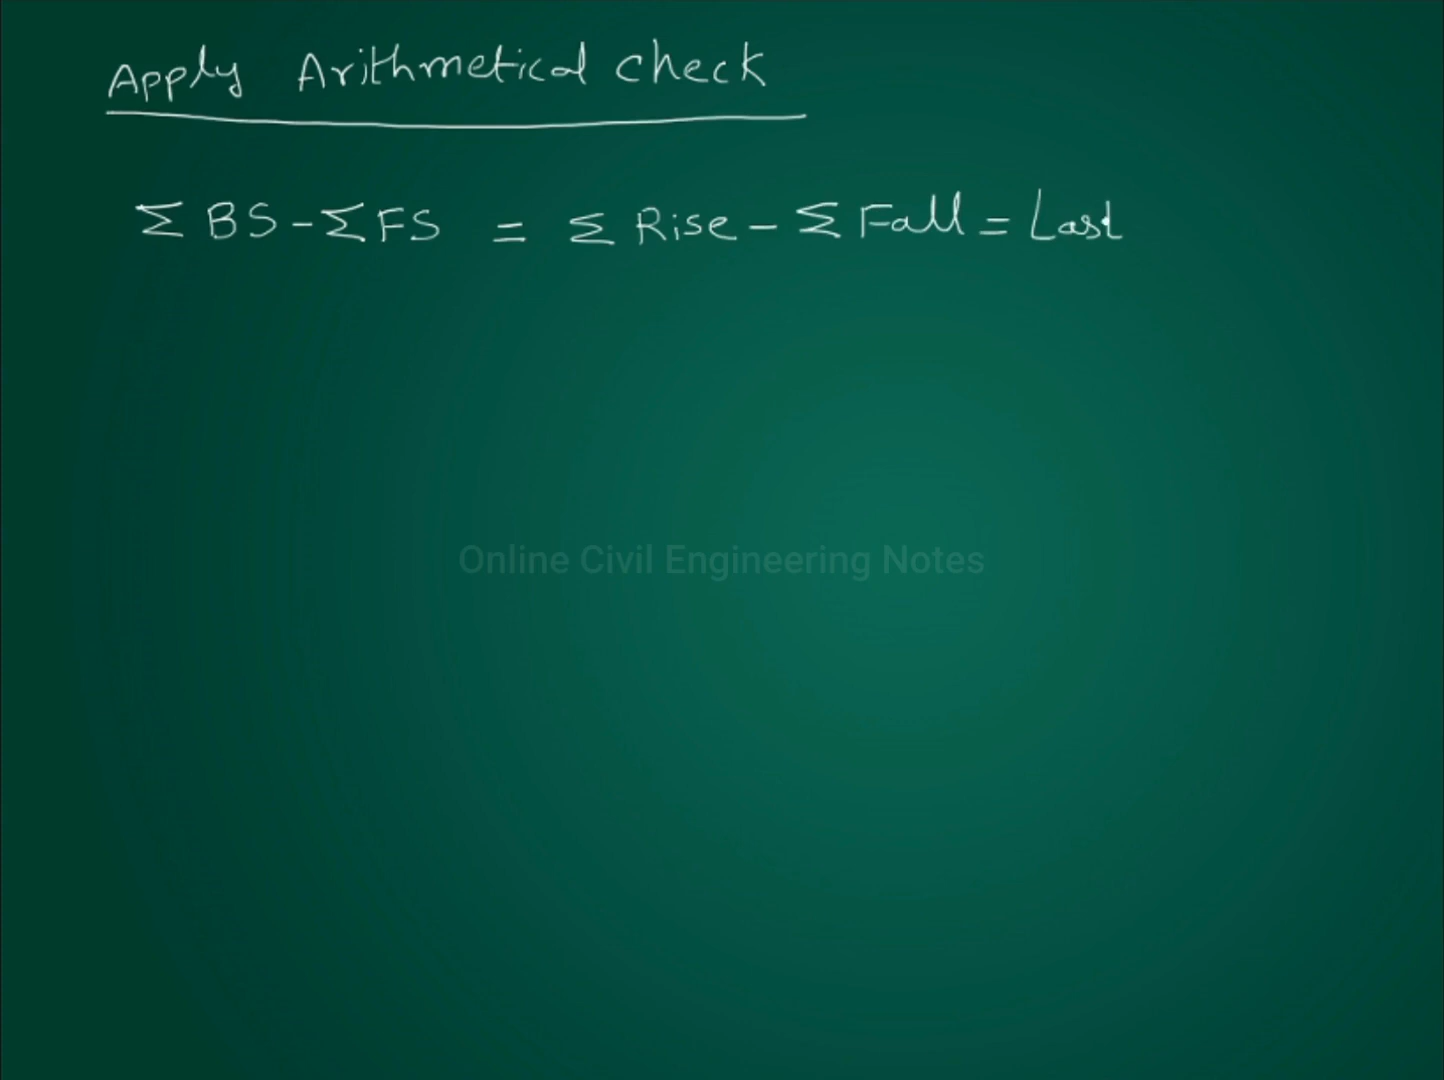 Apply Arithmetical check
Σ BS - Σ FS = Σ Rise - Σ Fall = Last
Online Civil Engineering Notes